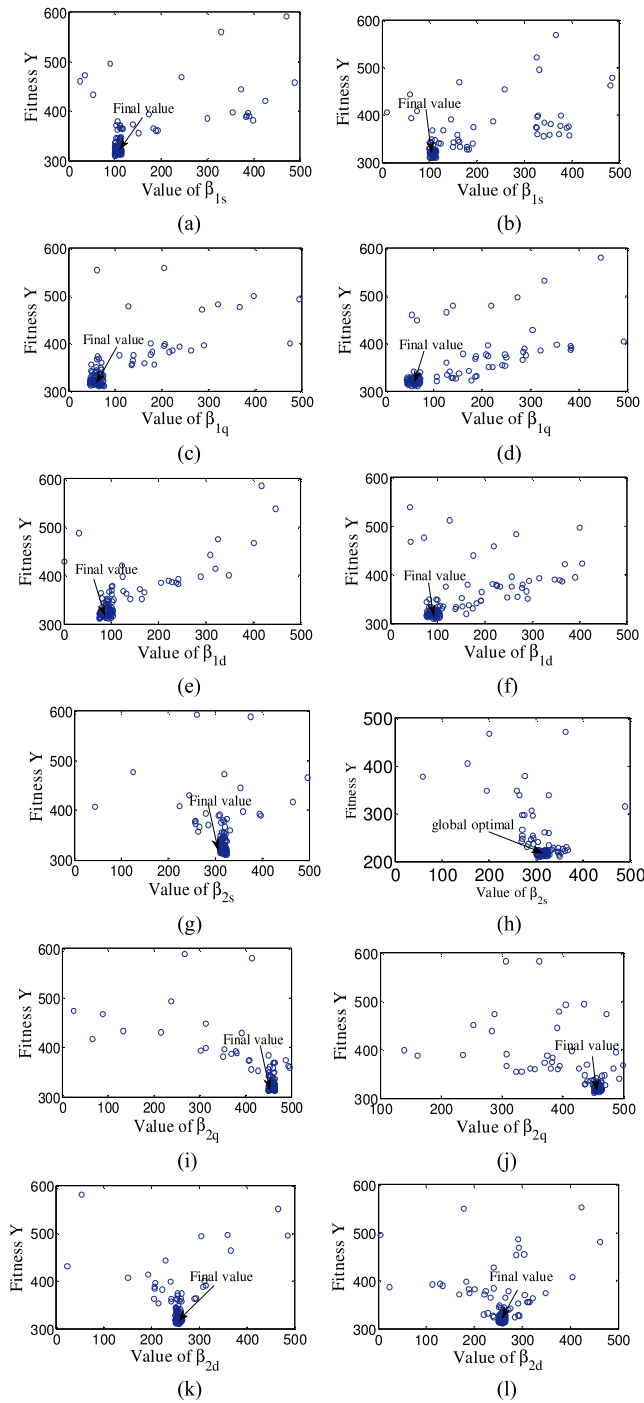 600
500
400
300
Fitness Y
Final value
0 100 200 300 400 500
Value of β1s
(a)
600
500
400
300
Fitness Y
Final value
0 100 200 300 400 500
Value of β1s
(b)
600
500
400
300
Fitness Y
Final value
0 100 200 300 400 500
Value of β1q
(c)
600
500
400
300
Fitness Y
Final value
0 100 200 300 400 500
Value of β1q
(d)
600
500
400
300
Fitness Y
Final value
0 100 200 300 400 500
Value of β1d
(e)
600
500
400
300
Fitness Y
Final value
0 100 200 300 400 500
Value of β1d
(f)
600
500
400
300
Fitness Y
Final value
0 100 200 300 400 500
Value of β2s
(g)
500
400
300
200
Fitness Y
global optimal
0 100 200 300 400 500
Value of β2s
(h)
600
500
400
300
Fitness Y
Final value
0 100 200 300 400 500
Value of β2q
(i)
600
500
400
300
Fitness Y
Final value
100 200 300 400 500
Value of β2q
(j)
600
500
400
300
Fitness Y
Final value
0 100 200 300 400 500
Value of β2d
(k)
600
500
400
300
Fitness Y
Final value
0 100 200 300 400 500
Value of β2d
(l)